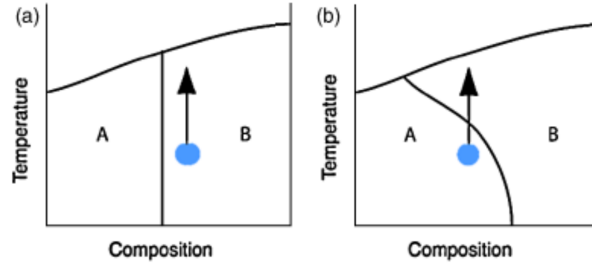 (a)
Temperature
A
B
Composition
(b)
Temperature
A
B
Composition